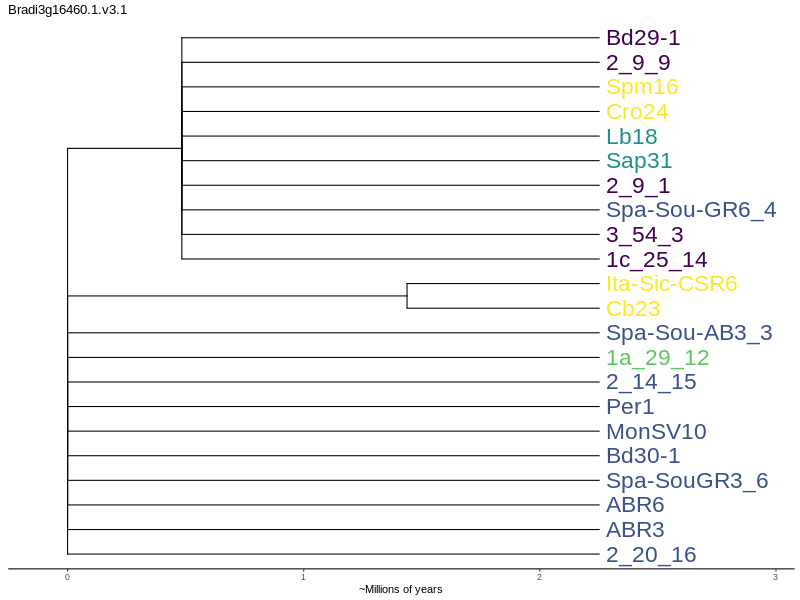 Bradi3g16460.1.v3.1
Bd29-1
2_9_9
Spm16
Cro24
Lb18
Sap31
2_9_1
Spa-Sou-GR6_4
3_54_3
1c_25_14
Ita-Sic-CSR6
Cb23
Spa-Sou-AB3_3
1a_29_12
2_14_15
Per1
MonSV10
Bd30-1
Spa-SouGR3_6
ABR6
ABR3
2_20_16
0 1 2 3
~Millions of years